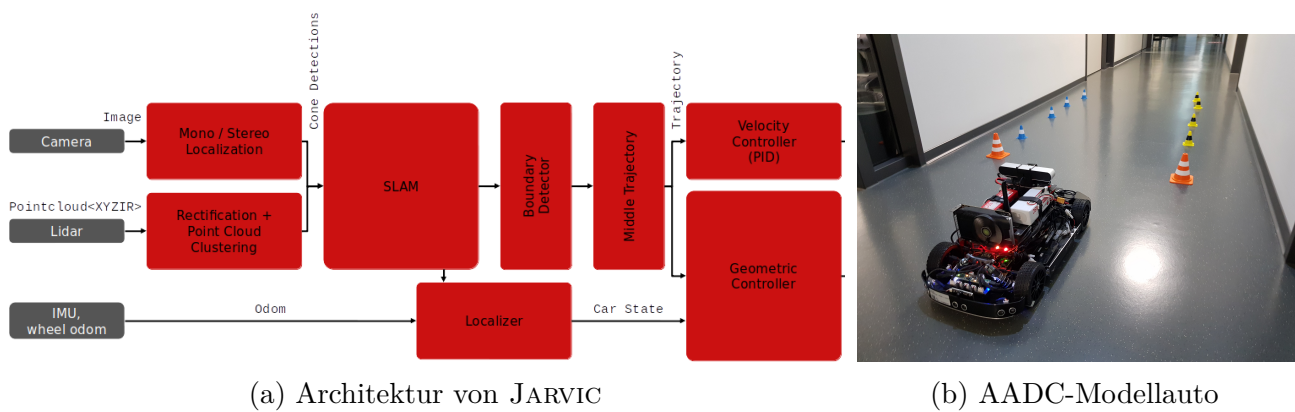 Image
Camera
Mono / Stereo
Localization
Cone Detections
Pointcloud<XYZIR>
Lidar
Rectification +
Point Cloud
Clustering
SLAM
Boundary
Detector
Middle Trajectory
Trajectory
Velocity
Controller
(PID)
Geometric
Controller
IMU,
wheel odom
Odom
Localizer
Car State
(a) Architektur von JARVIC
(b) AADC-Modellauto